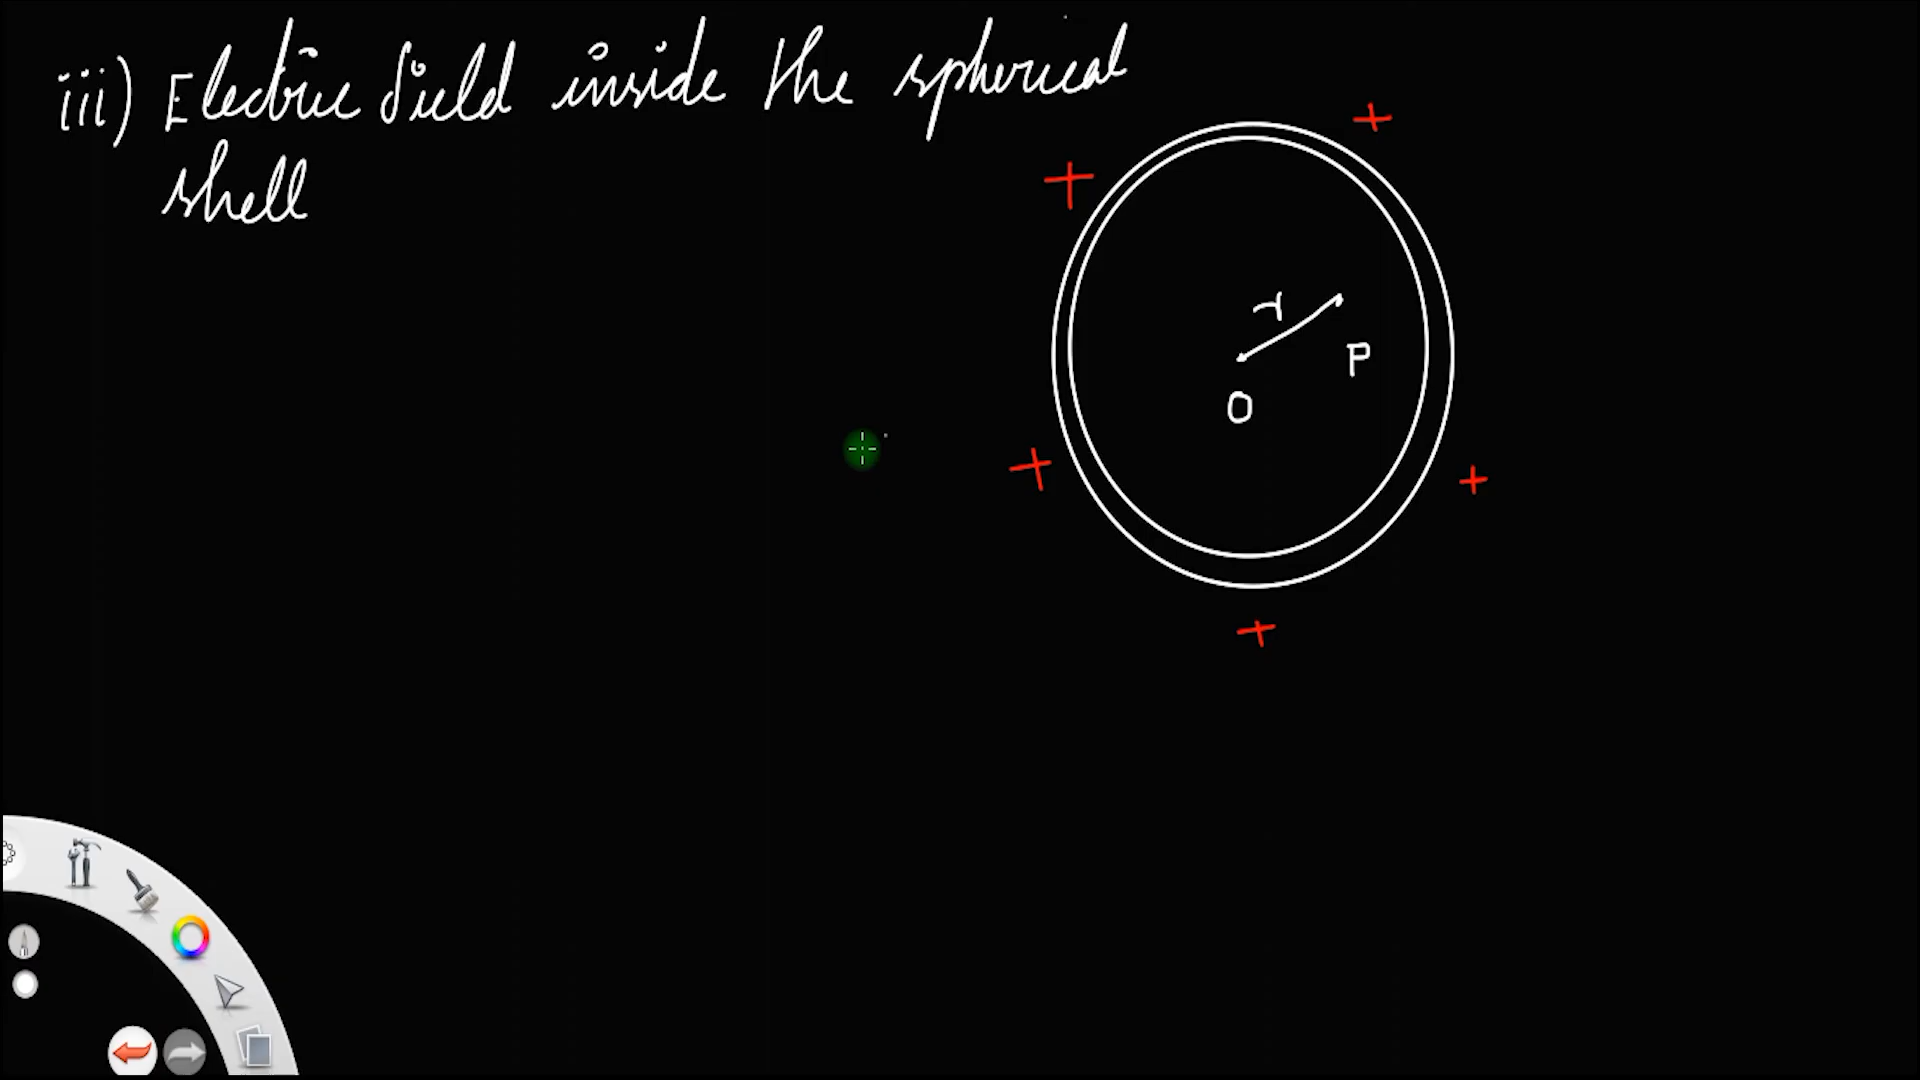 iii) Electric field inside the spherical
shell
+
+
r
P
O
+
+
+